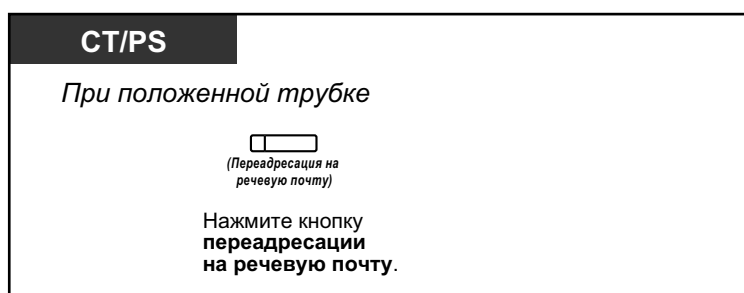 CT/PS
При положенной трубке
(Переадресация на
речевую почту)
Нажмите кнопку
переадресации
на речевую почту.